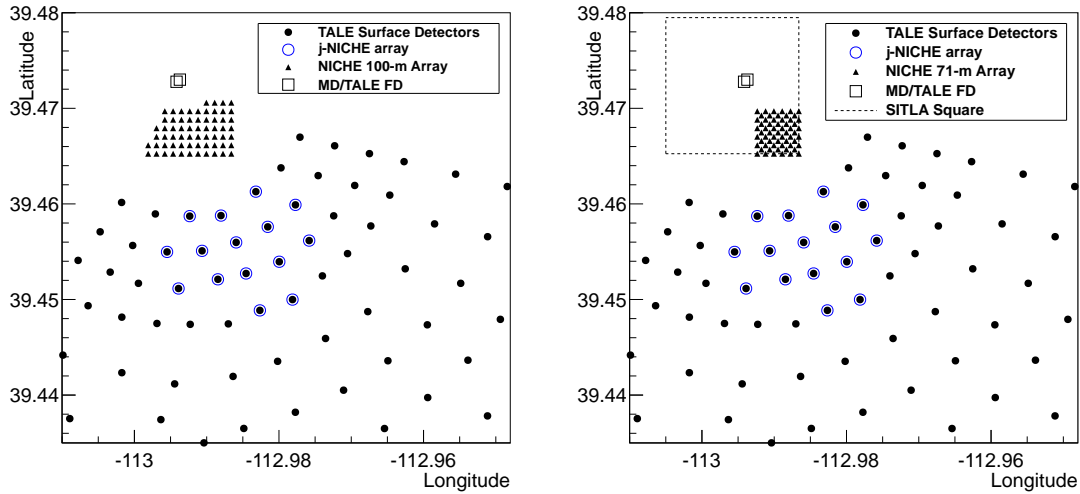 39.48
39.47
39.46
39.45
39.44
Latitude
TALE Surface Detectors
j-NICHE array
NICHE 100-m Array
MD/TALE FD
-113
-112.98
-112.96
Longitude
39.48
39.47
39.46
39.45
39.44
Latitude
TALE Surface Detectors
j-NICHE array
NICHE 71-m Array
MD/TALE FD
SITLA Square
-113
-112.98
-112.96
Longitude